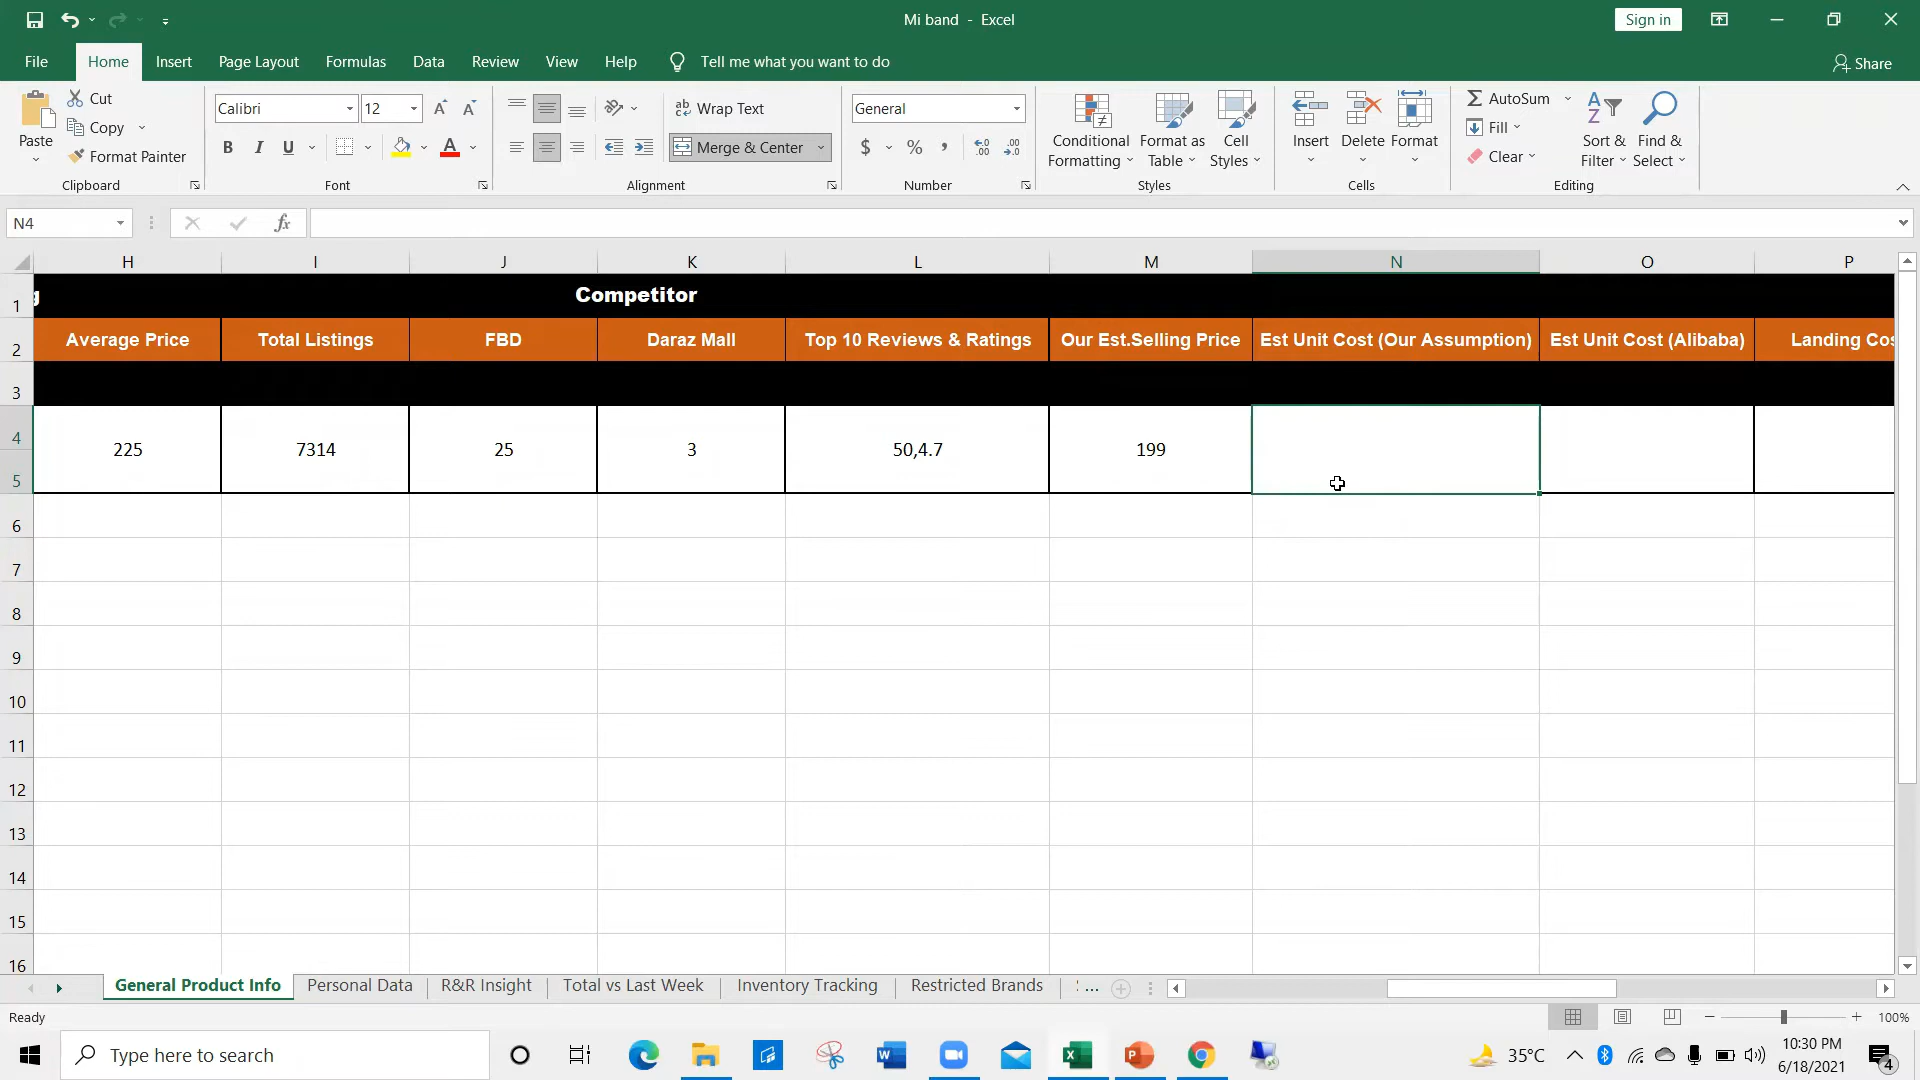 Mi band - Excel
Sign in
File Home Insert Page Layout Formulas Data Review View Help Tell me what you want to do Share
Cut
Copy
Format Painter
Paste
Clipboard
Calibri 12
B I U
Font
Wrap Text
Merge & Center
Alignment
General
$ % ,
Number
Conditional Formatting
Format as Table
Cell Styles
Styles
Insert Delete Format
Cells
AutoSum
Fill
Clear
Sort & Filter
Find & Select
Editing
N4
fx
H I J K L M N O P
1 g Competitor
2 Average Price Total Listings FBD Daraz Mall Top 10 Reviews & Ratings Our Est.Selling Price Est Unit Cost (Our Assumption) Est Unit Cost (Alibaba) Landing Cos
3
4 225 7314 25 3 50,4.7 199
5
6
7
8
9
10
11
12
13
14
15
16
General Product Info Personal Data R&R Insight Total vs Last Week Inventory Tracking Restricted Brands ...
Ready 100%
Type here to search
35°C
10:30 PM
6/18/2021
4